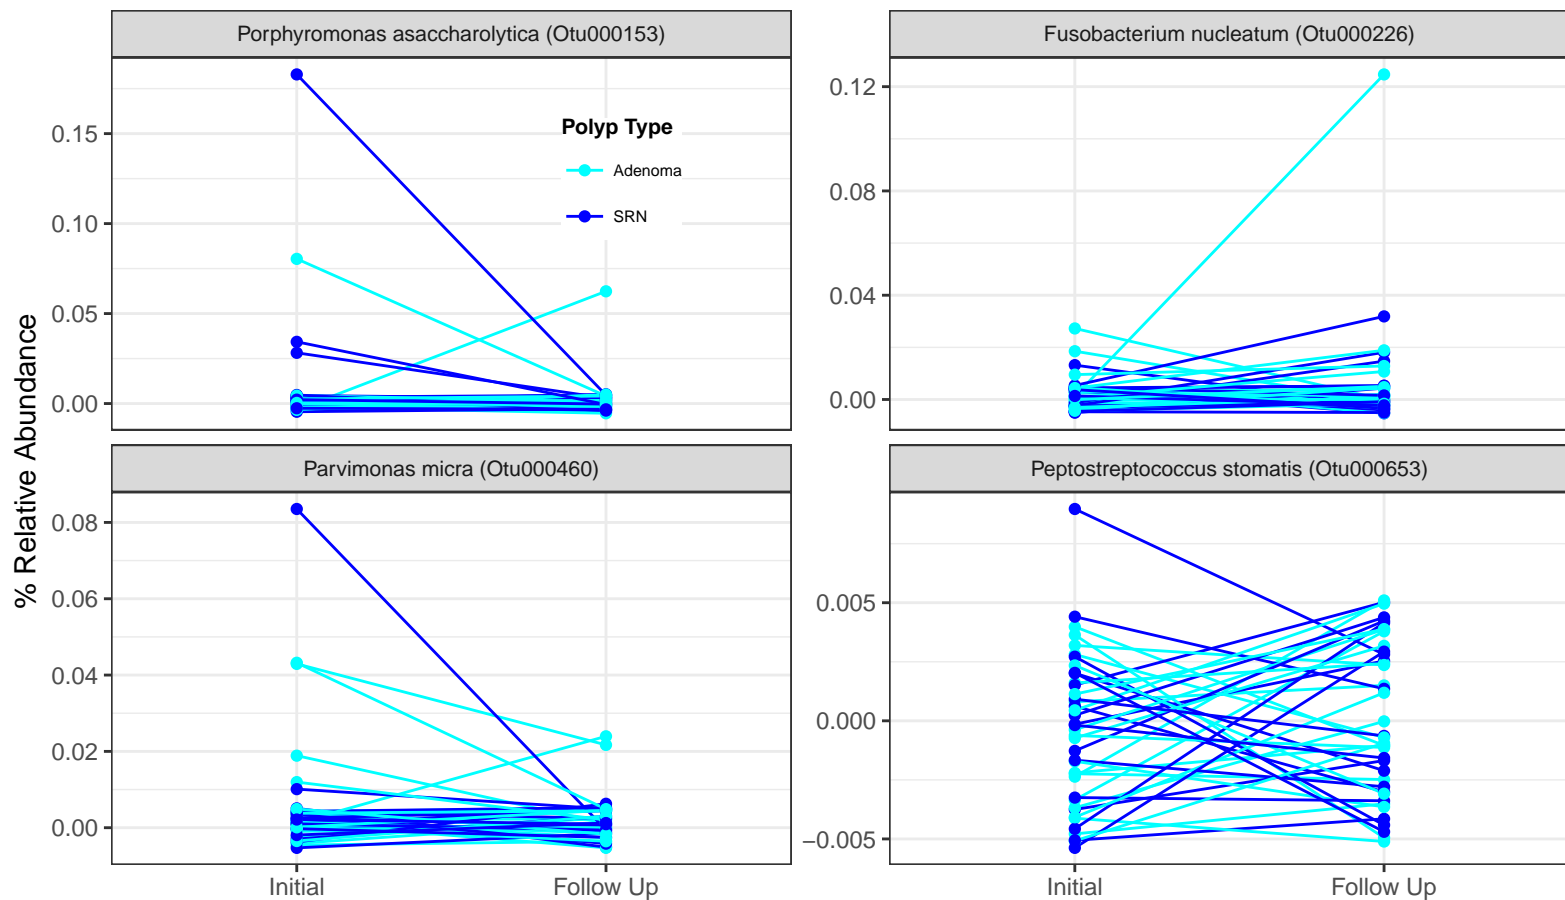 Porphyromonas asaccharolytica (Otu000153)
Fusobacterium nucleatum (Otu000226)
0.15
0.10
0.05
0.00
Polyp Type
Adenoma
SRN
0.12
0.08
0.04
0.00
% Relative Abundance
Parvimonas micra (Otu000460)
Peptostreptococcus stomatis (Otu000653)
0.08
0.06
0.04
0.02
0.00
0.005
0.000
−0.005
Initial
Follow Up
Initial
Follow Up